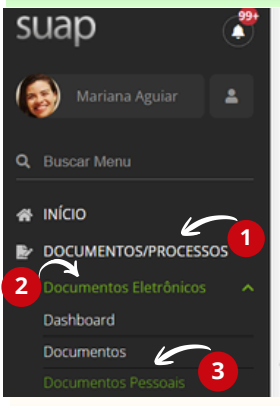 suap
99+
Mariana Aguiar
Buscar Menu
INÍCIO
1
DOCUMENTOS/PROCESSOS
2
Documentos Eletrônicos
Dashboard
Documentos
3
Documentos Pessoais